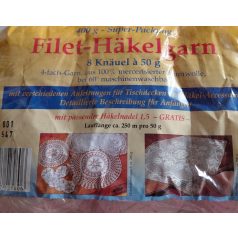 400 g - Super-Packung
Filet-Häkelgarn
8 Knäuel à 50 g
4-fach-Garn, aus 100% mercerisierter Baumwolle,
bei 60° maschinenwaschbar
mit verschiedenen Anleitungen für Tischdecken
Detaillierte Beschreibung für Anfänger
mit passender Häkelnadel 1,5 - GRATIS -
Lauflänge ca. 250 m pro 50 g
001
547